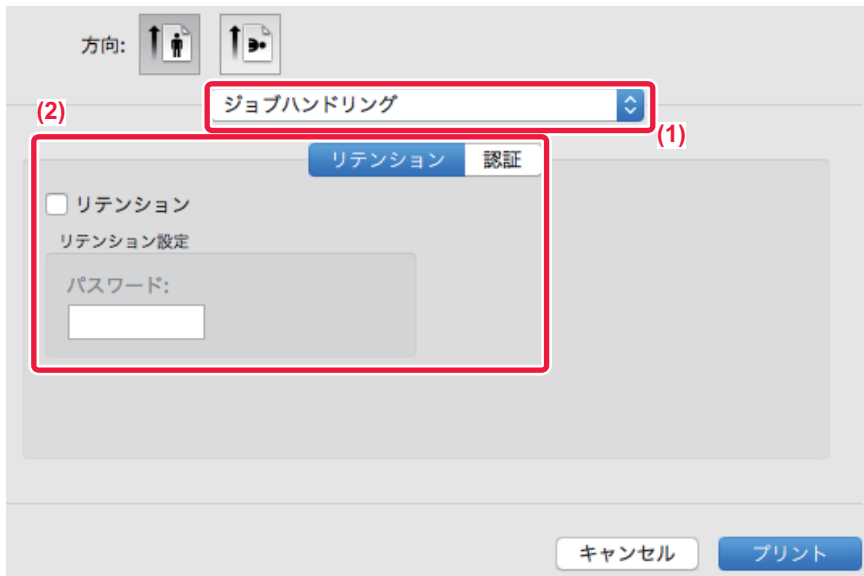 方向:
(2)
ジョブハンドリング
(1)
リテンション 認証
リテンション
リテンション設定
パスワード:
キャンセル プリント